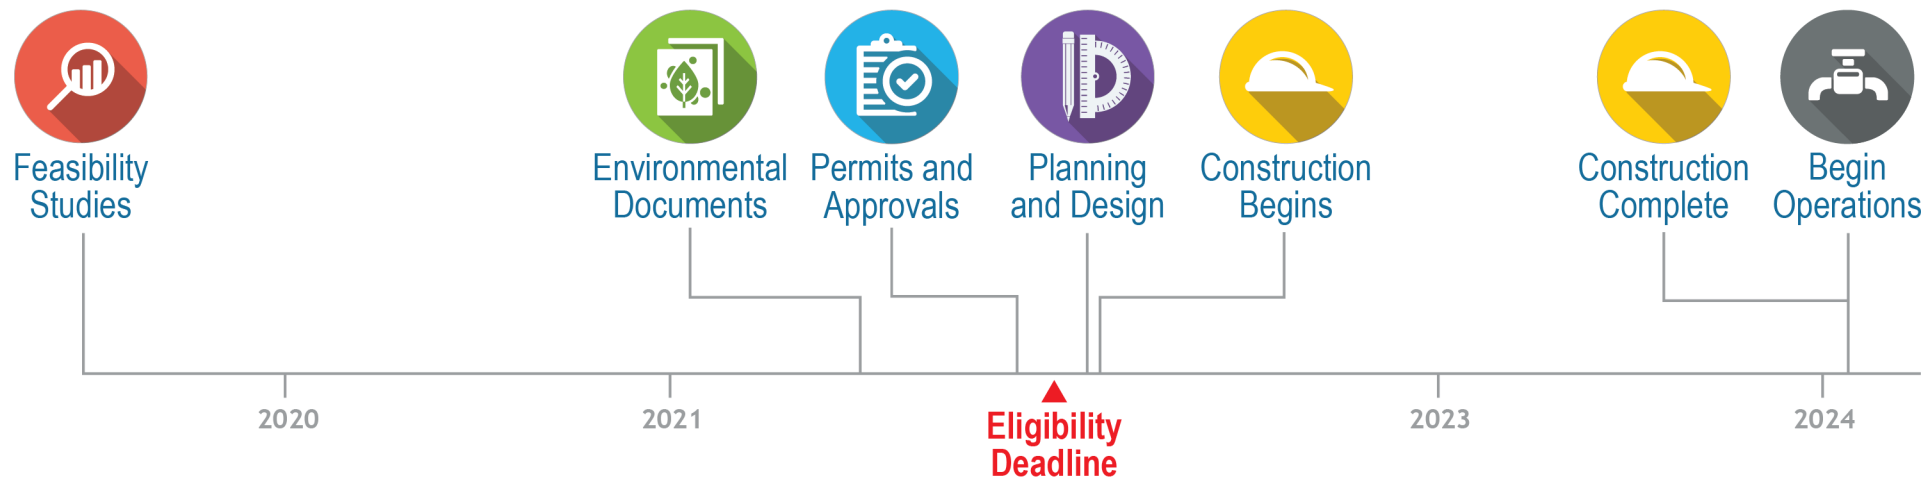 Feasibility
Studies
Environmental
Documents
Permits and
Approvals
Planning
and Design
Construction
Begins
Construction
Complete
Begin
Operations
2020
2021
2023
2024
Eligibility
Deadline